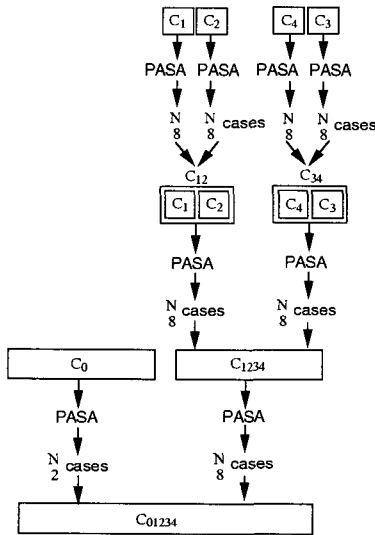 C₁ C₂ C₄ C₃
PASA PASA PASA PASA
N/8 N/8 cases N/8 N/8 cases
C₁₂ C₃₄
C₁ C₂ C₄ C₃
PASA PASA
N/8 cases N/8 cases
C₀ C₁₂₃₄
PASA PASA
N/2 cases N/8 cases
C₀₁₂₃₄